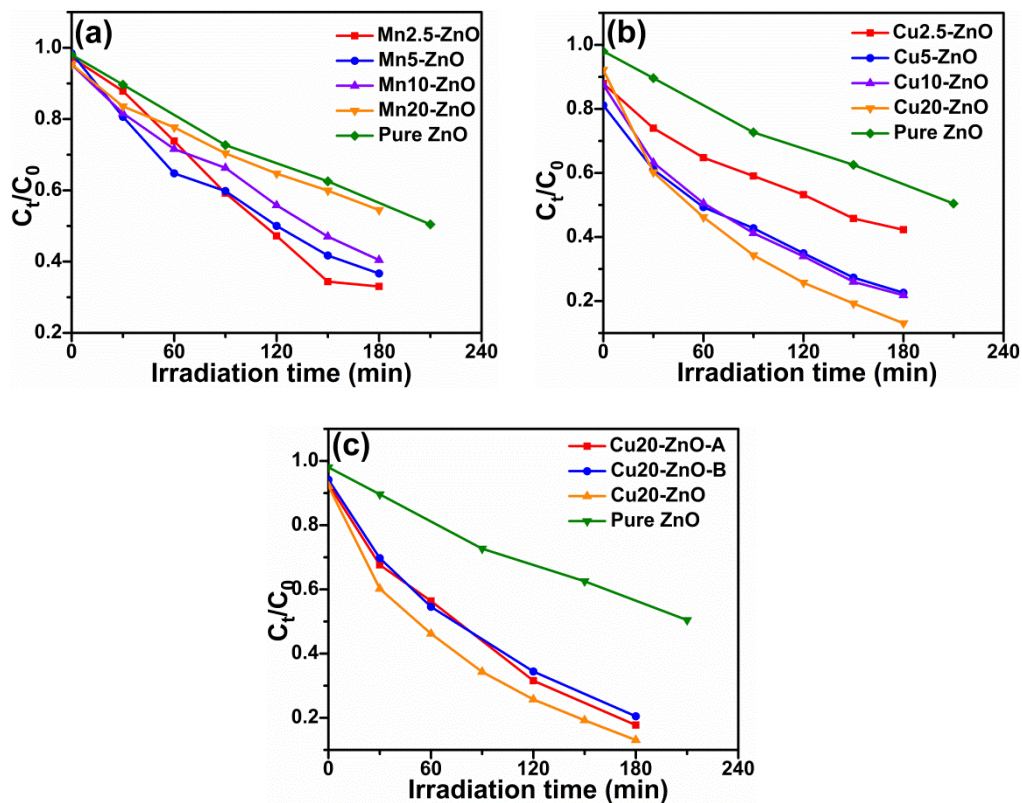 (a)
Mn2.5-ZnO
Mn5-ZnO
Mn10-ZnO
Mn20-ZnO
Pure ZnO
1.0
0.8
0.6
0.4
0.2
Ct/C0
0 60 120 180 240
Irradiation time (min)
(b)
Cu2.5-ZnO
Cu5-ZnO
Cu10-ZnO
Cu20-ZnO
Pure ZnO
1.0
0.8
0.6
0.4
0.2
Ct/C0
0 60 120 180 240
Irradiation time (min)
(c)
Cu20-ZnO-A
Cu20-ZnO-B
Cu20-ZnO
Pure ZnO
1.0
0.8
0.6
0.4
0.2
Ct/C0
0 60 120 180 240
Irradiation time (min)